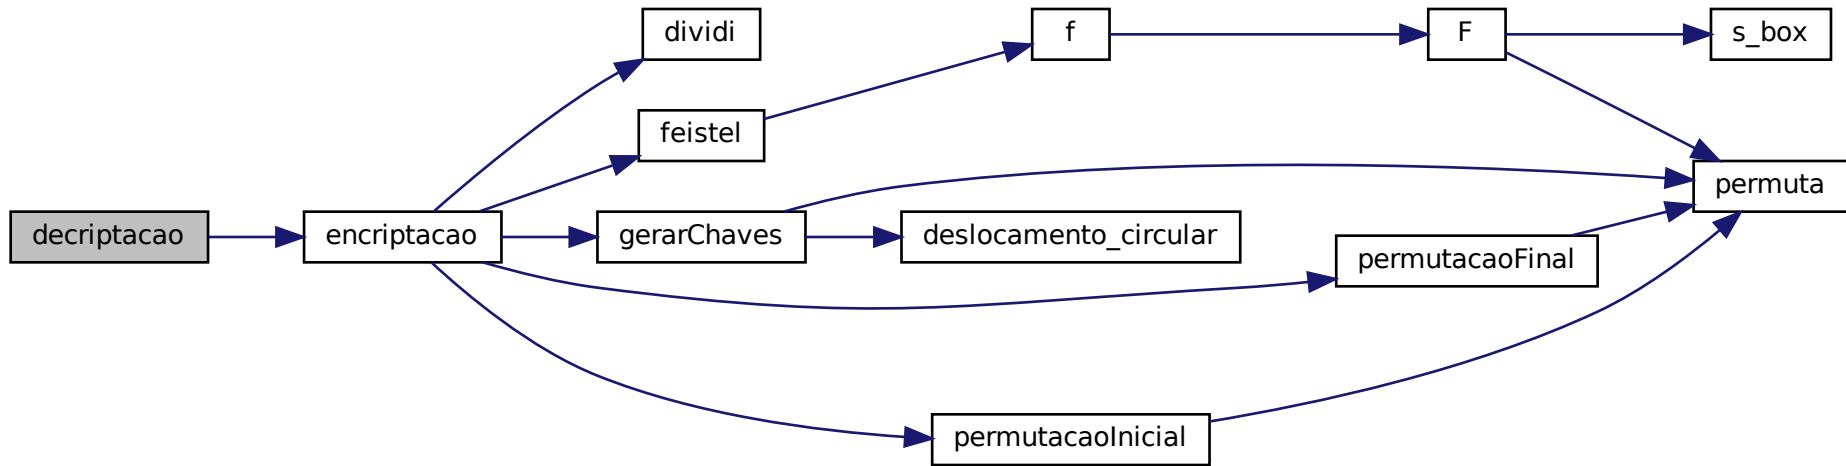 dividi
f
F
s_box
feistel
permuta
decriptacao
encriptacao
gerarChaves
deslocamento_circular
permutacaoFinal
permutacaoInicial